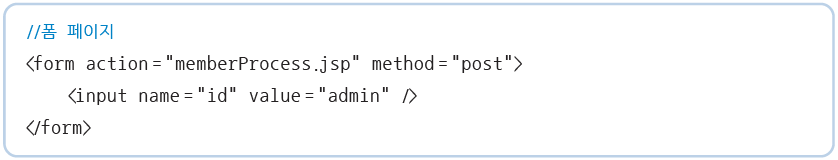 //폼 페이지
<form action="memberProcess.jsp" method="post">
    <input name="id" value="admin" />
</form>